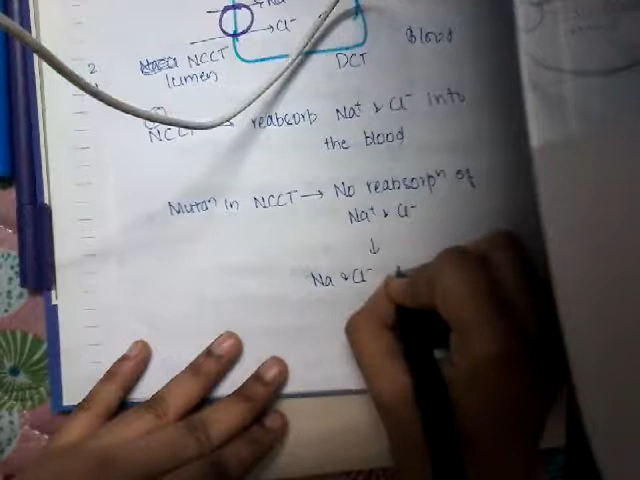 Na+
→ Cl-
Blood
2. NCCT
lumen
DCT
NCCT → reabsorb Na+ & Cl- into
the blood
Mutan in NCCT → No reabsorpn of
Na+ & Cl-
↓
Na & Cl-